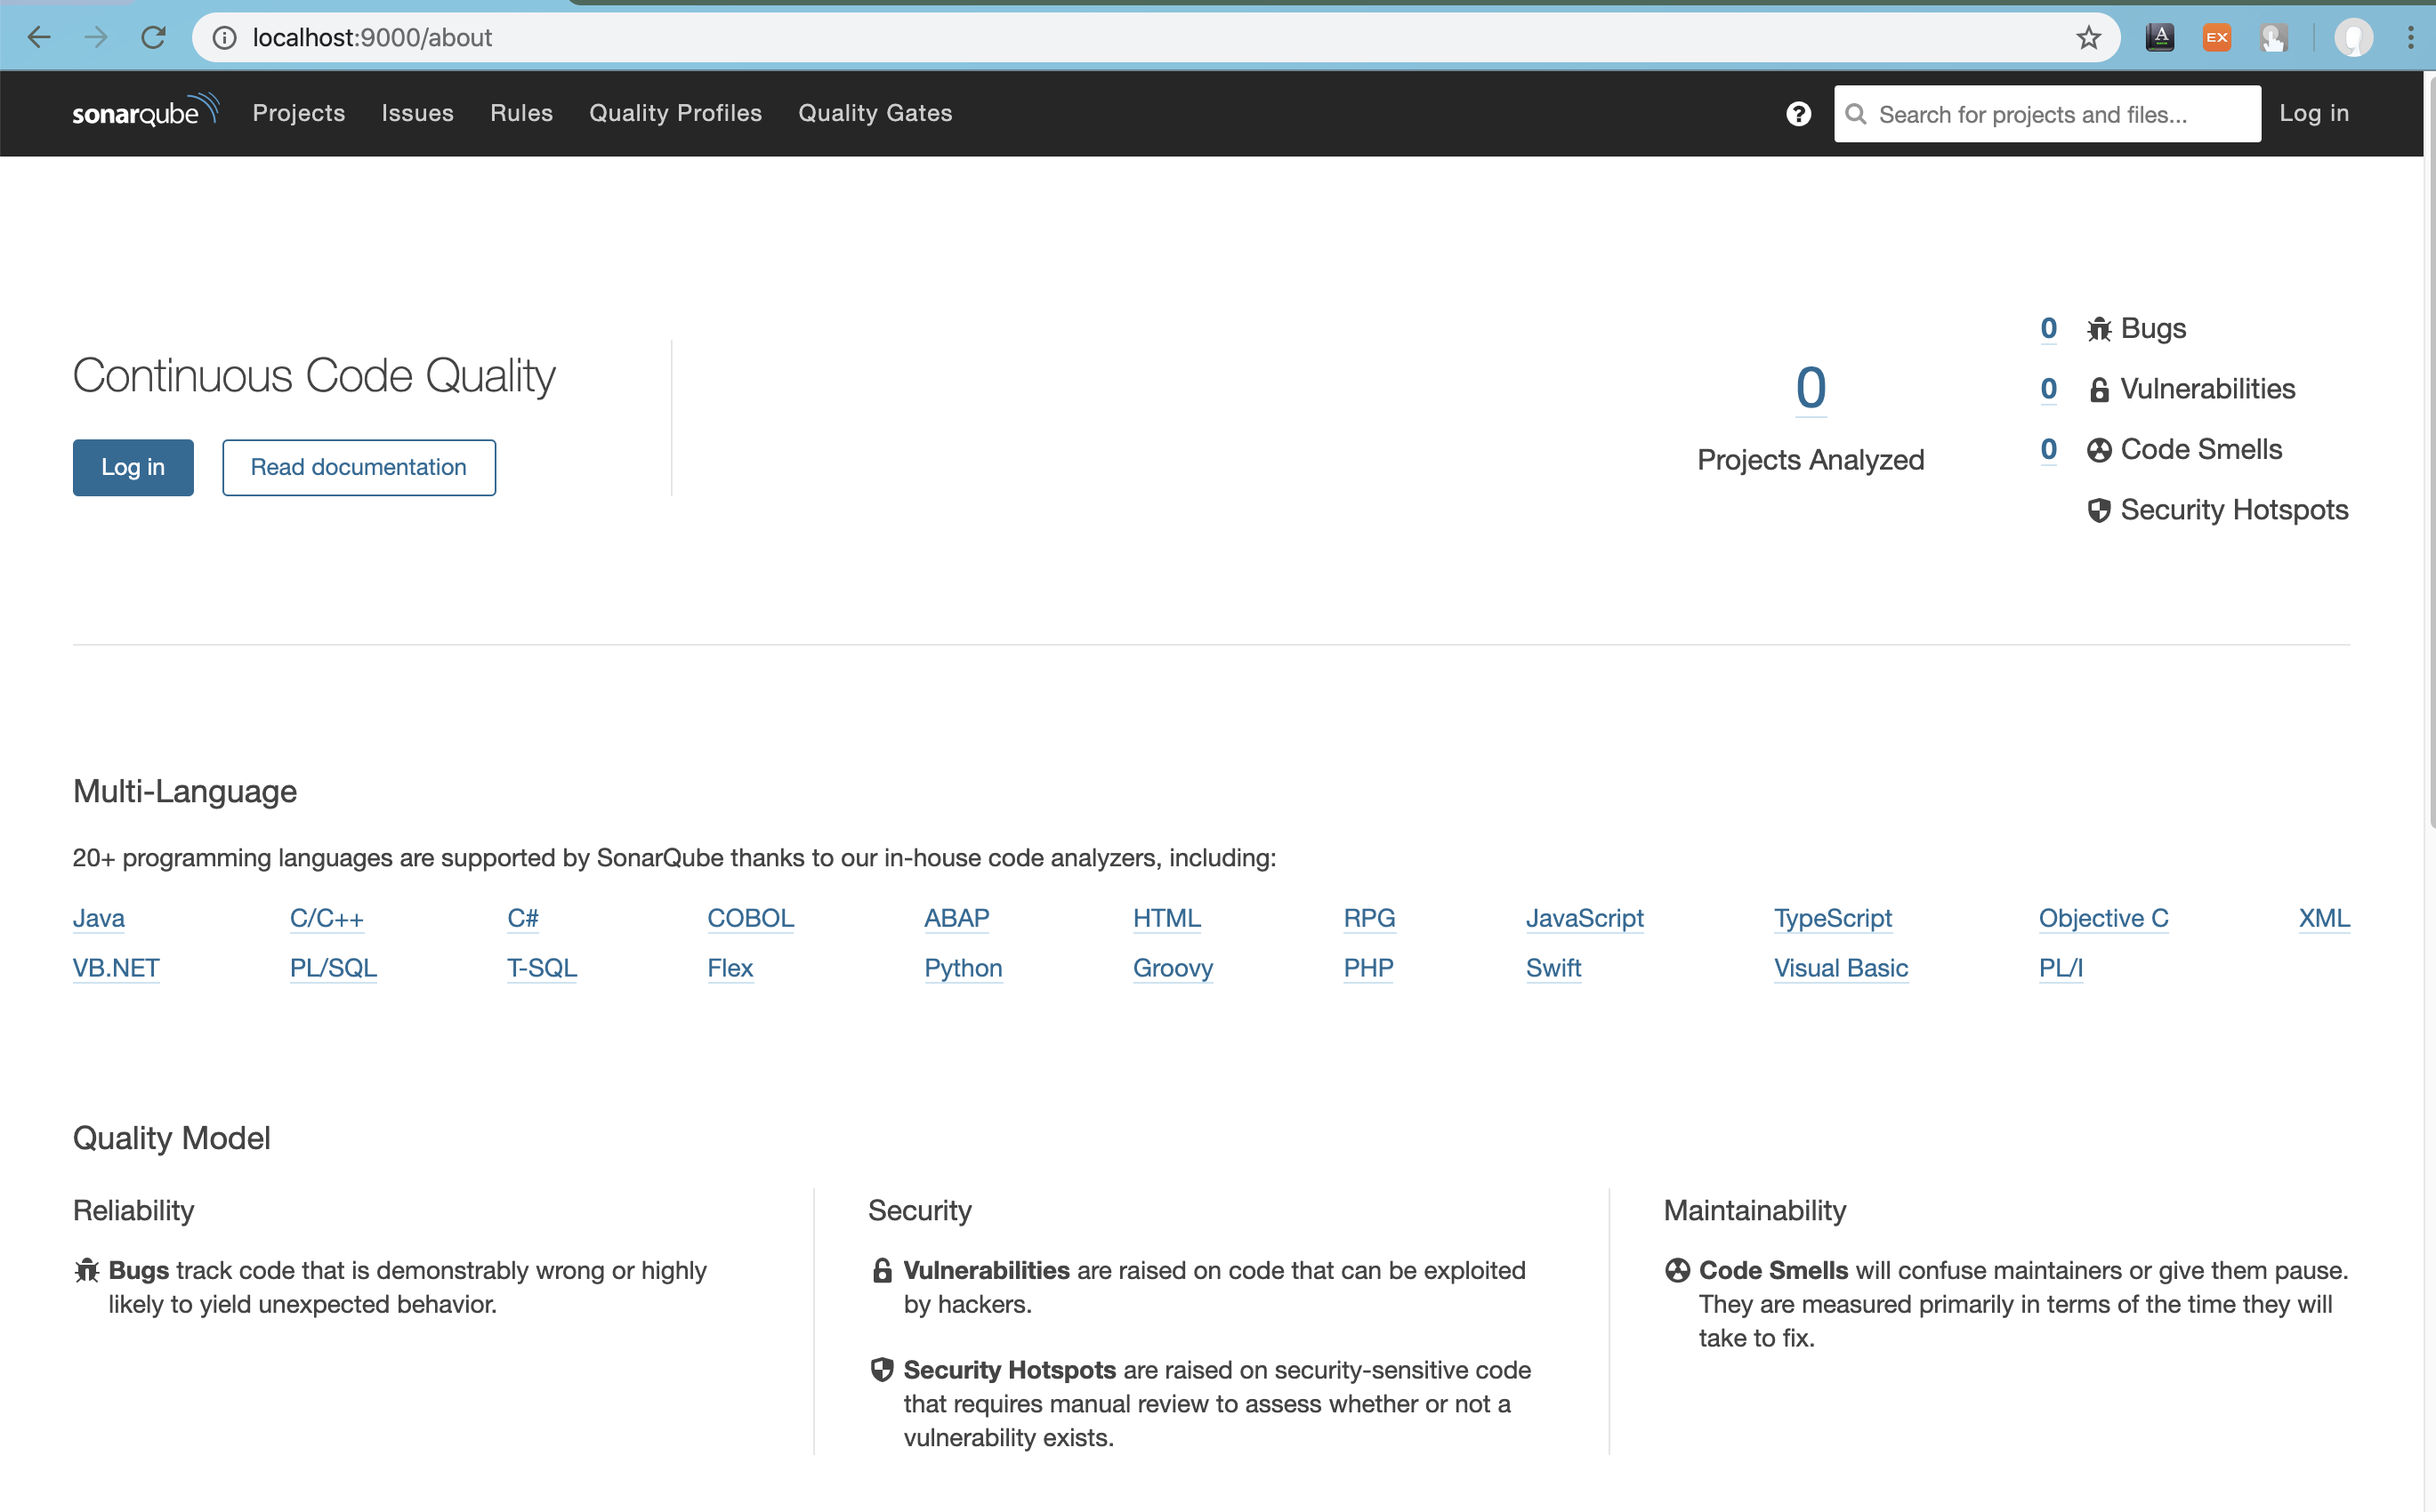 localhost:9000/about
A
EX
sonarqube Projects Issues Rules Quality Profiles Quality Gates ? Search for projects and files... Log in
Continuous Code Quality
Log in Read documentation
0
Projects Analyzed
0 Bugs
0 Vulnerabilities
0 Code Smells
Security Hotspots
Multi-Language
20+ programming languages are supported by SonarQube thanks to our in-house code analyzers, including:
Java C/C++ C# COBOL ABAP HTML RPG JavaScript TypeScript Objective C XML
VB.NET PL/SQL T-SQL Flex Python Groovy PHP Swift Visual Basic PL/I
Quality Model
Reliability
Bugs track code that is demonstrably wrong or highly
likely to yield unexpected behavior.
Security
Vulnerabilities are raised on code that can be exploited
by hackers.
Security Hotspots are raised on security-sensitive code
that requires manual review to assess whether or not a
vulnerability exists.
Maintainability
Code Smells will confuse maintainers or give them pause.
They are measured primarily in terms of the time they will
take to fix.